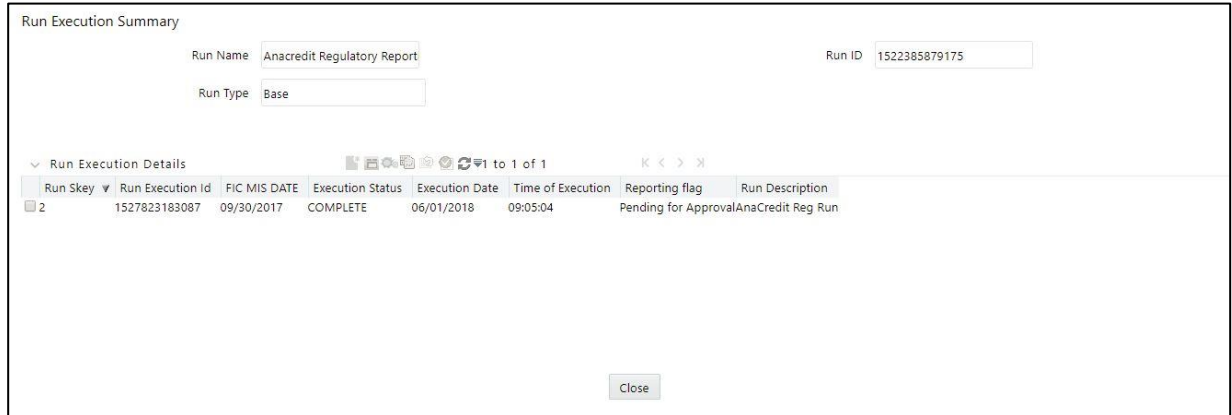 Run Execution Summary
Run Name Anacredit Regulatory Report Run ID 1522385879175
Run Type Base
Run Execution Details 1 to 1 of 1
Run Skey Run Execution Id FIC MIS DATE Execution Status Execution Date Time of Execution Reporting flag Run Description
2 1527823183087 09/30/2017 COMPLETE 06/01/2018 09:05:04 Pending for Approval AnaCredit Reg Run
Close